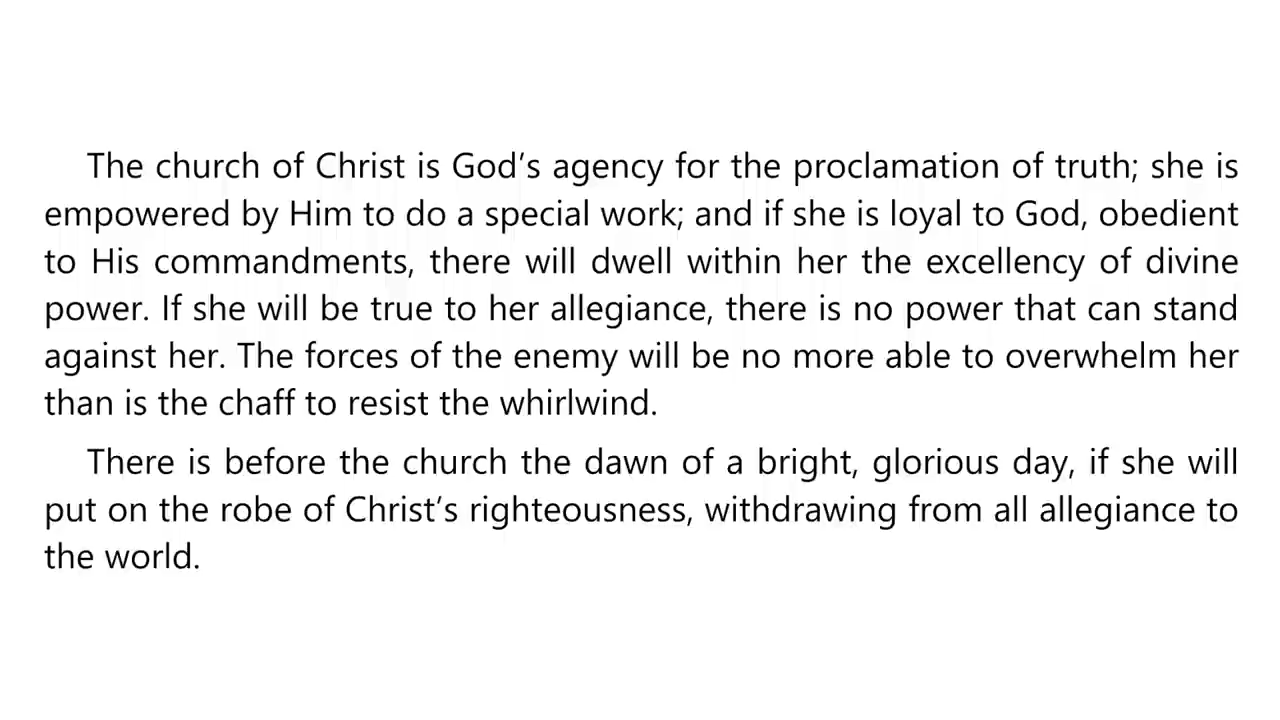 The church of Christ is God’s agency for the proclamation of truth; she is
empowered by Him to do a special work; and if she is loyal to God, obedient
to His commandments, there will dwell within her the excellency of divine
power. If she will be true to her allegiance, there is no power that can stand
against her. The forces of the enemy will be no more able to overwhelm her
than is the chaff to resist the whirlwind.
There is before the church the dawn of a bright, glorious day, if she will
put on the robe of Christ’s righteousness, withdrawing from all allegiance to
the world.